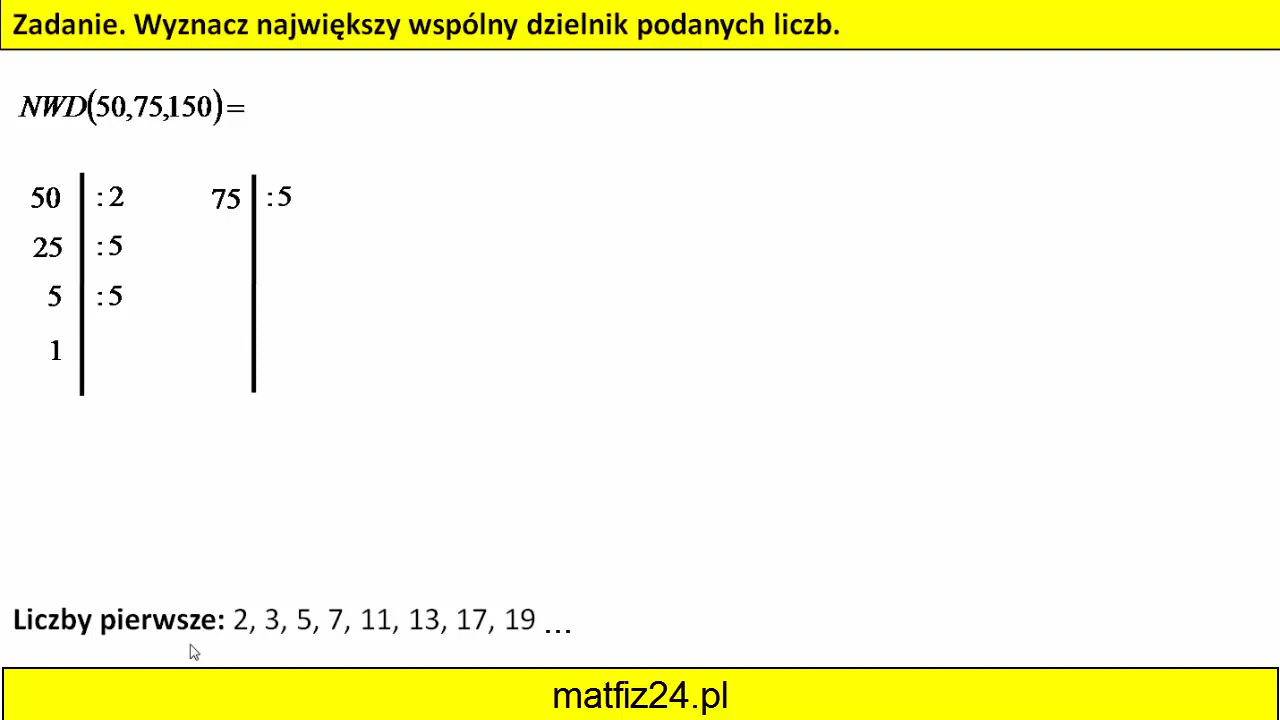 Zadanie. Wyznacz największy wspólny dzielnik podanych liczb.
NWD(50,75,150)=
50 :2 75 :5
25 :5
5 :5
1
Liczby pierwsze: 2, 3, 5, 7, 11, 13, 17, 19 ...
matfiz24.pl